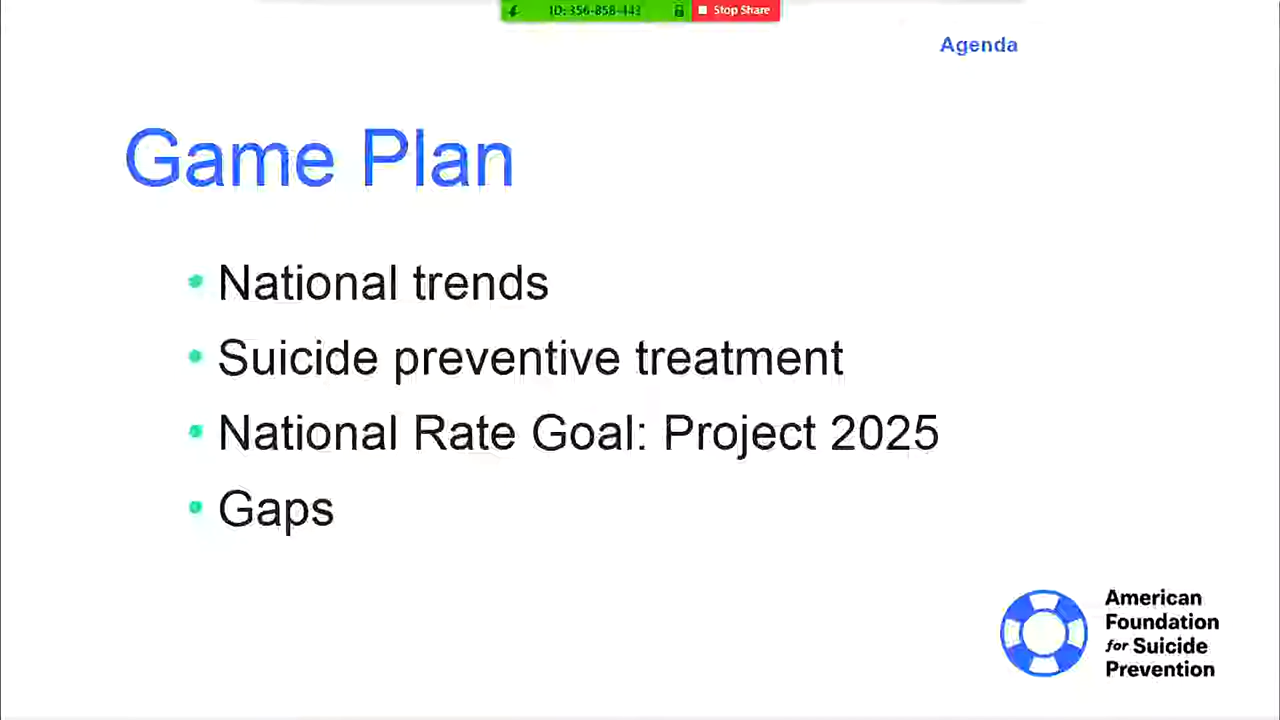 ID: 356-858-443
Stop Share
Agenda
Game Plan
• National trends
• Suicide preventive treatment
• National Rate Goal: Project 2025
• Gaps
American
Foundation
for Suicide
Prevention